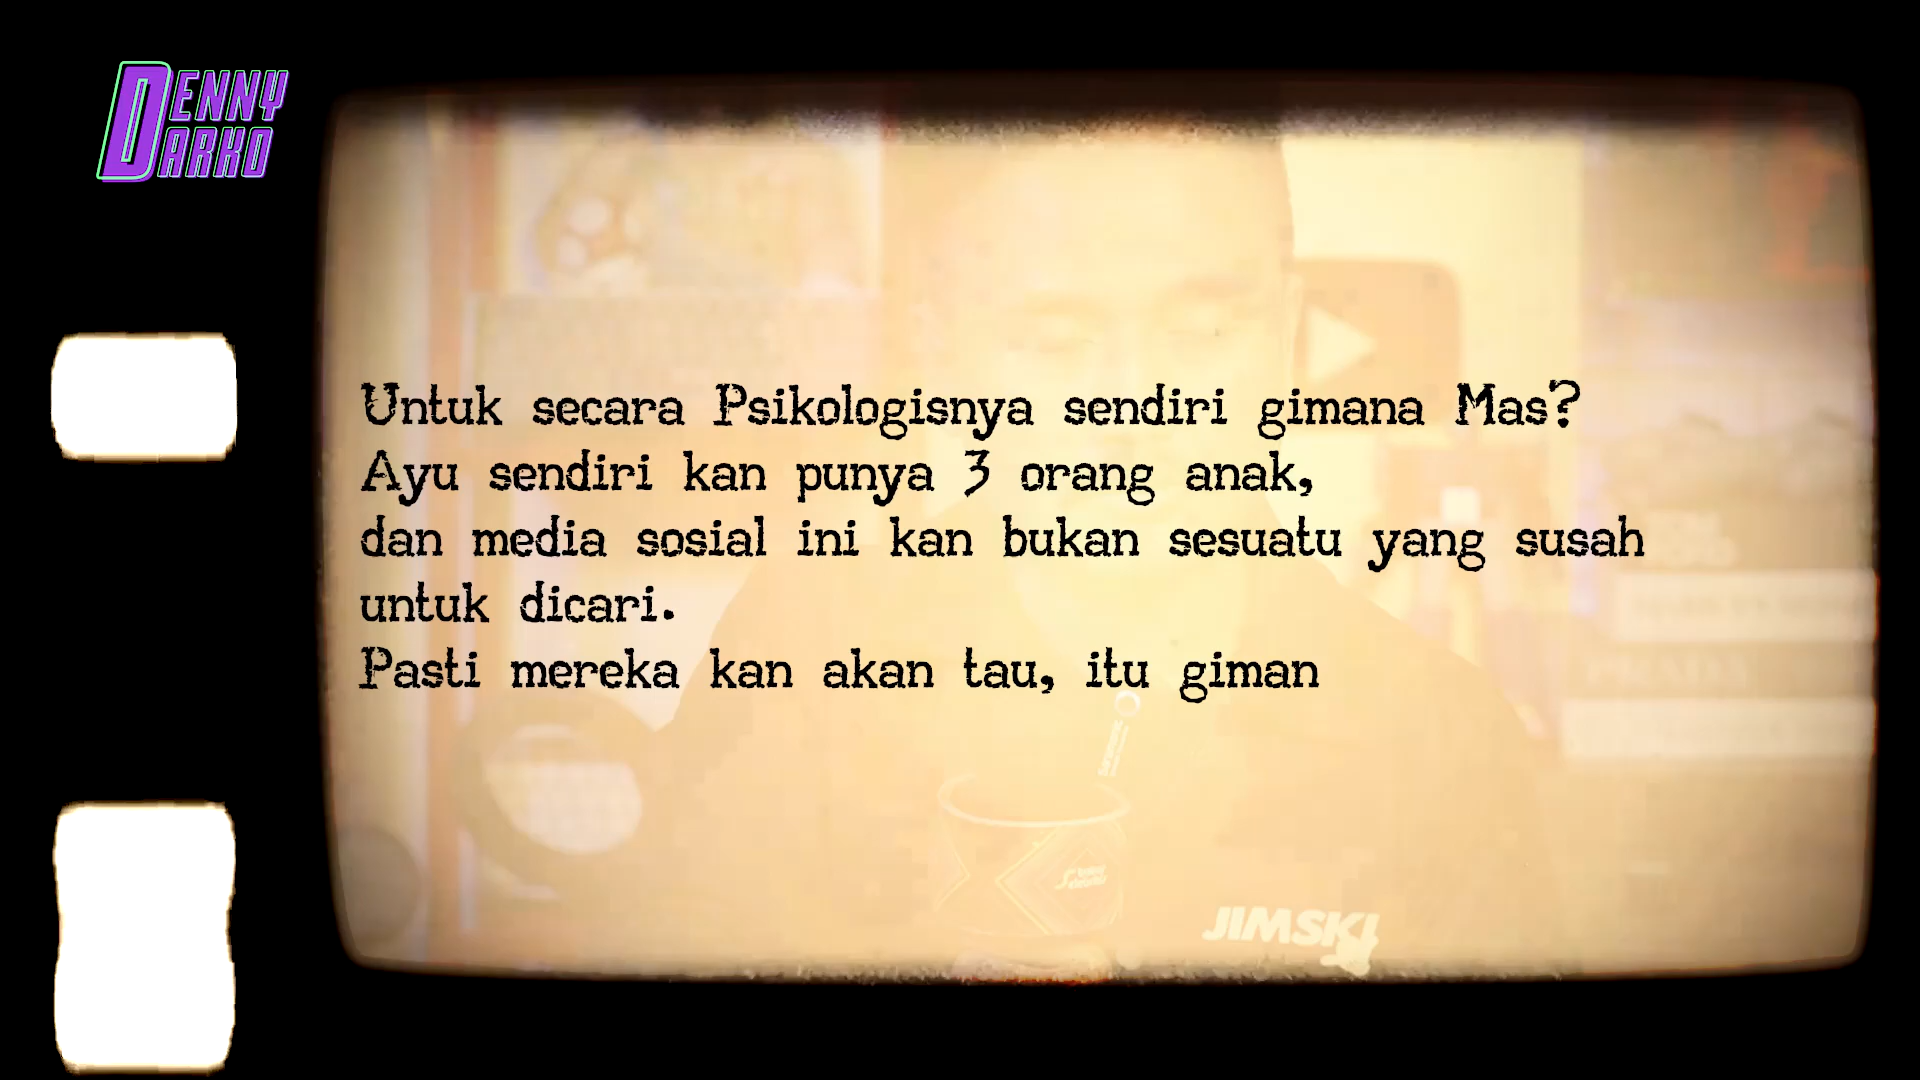 DENNY
DARKO
Untuk secara Psikologisnya sendiri gimana Mas?
Ayu sendiri kan punya 3 orang anak,
dan media sosial ini kan bukan sesuatu yang susah
untuk dicari.
Pasti mereka kan akan tau, itu giman
JIMSKI